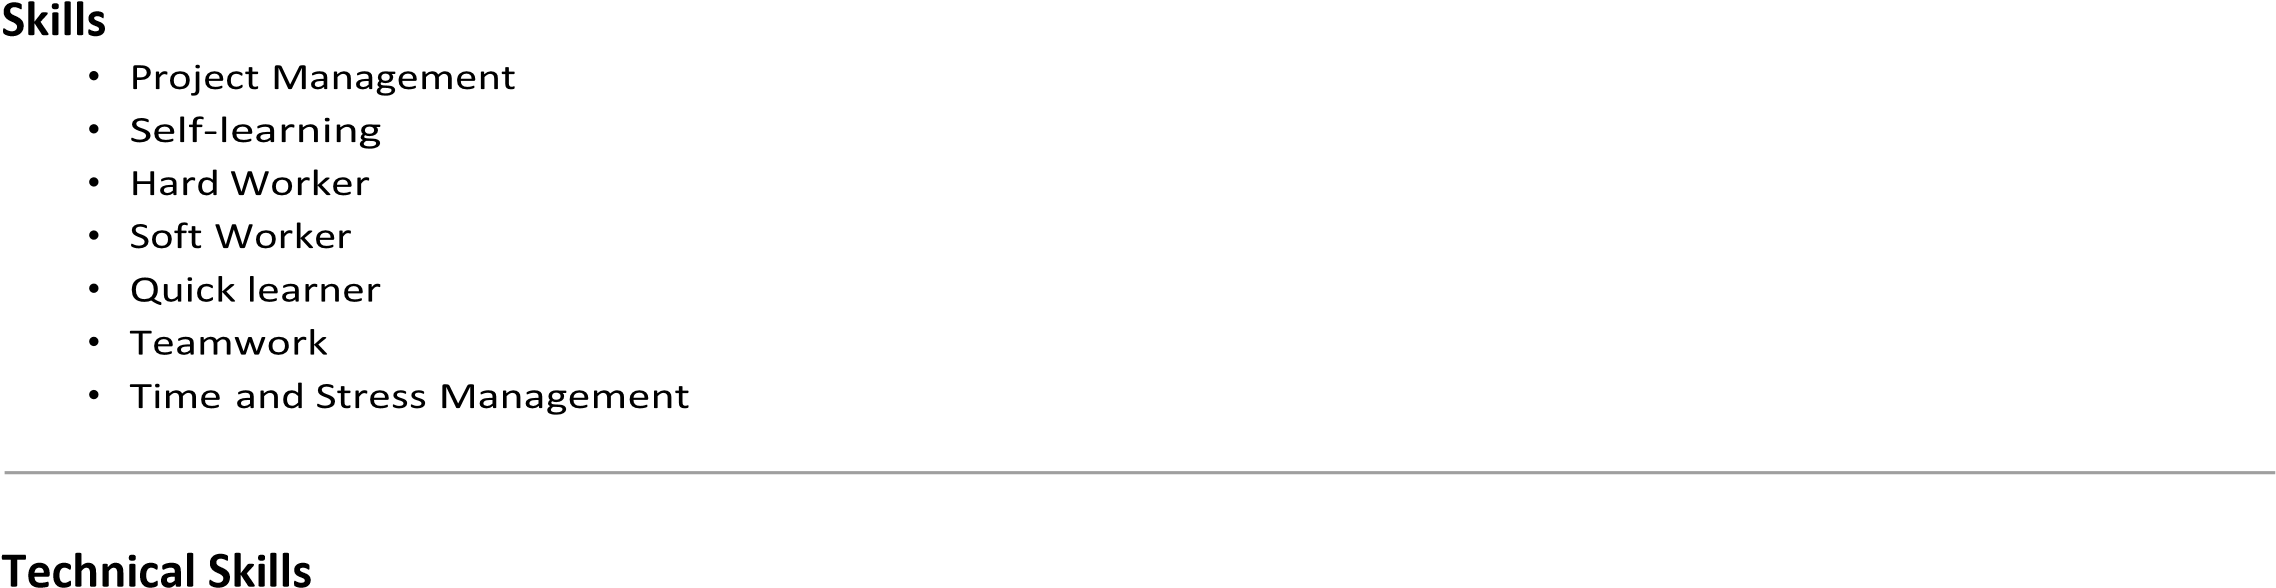 Skills
• Project Management
• Self-learning
• Hard Worker
• Soft Worker
• Quick learner
• Teamwork
• Time and Stress Management
Technical Skills